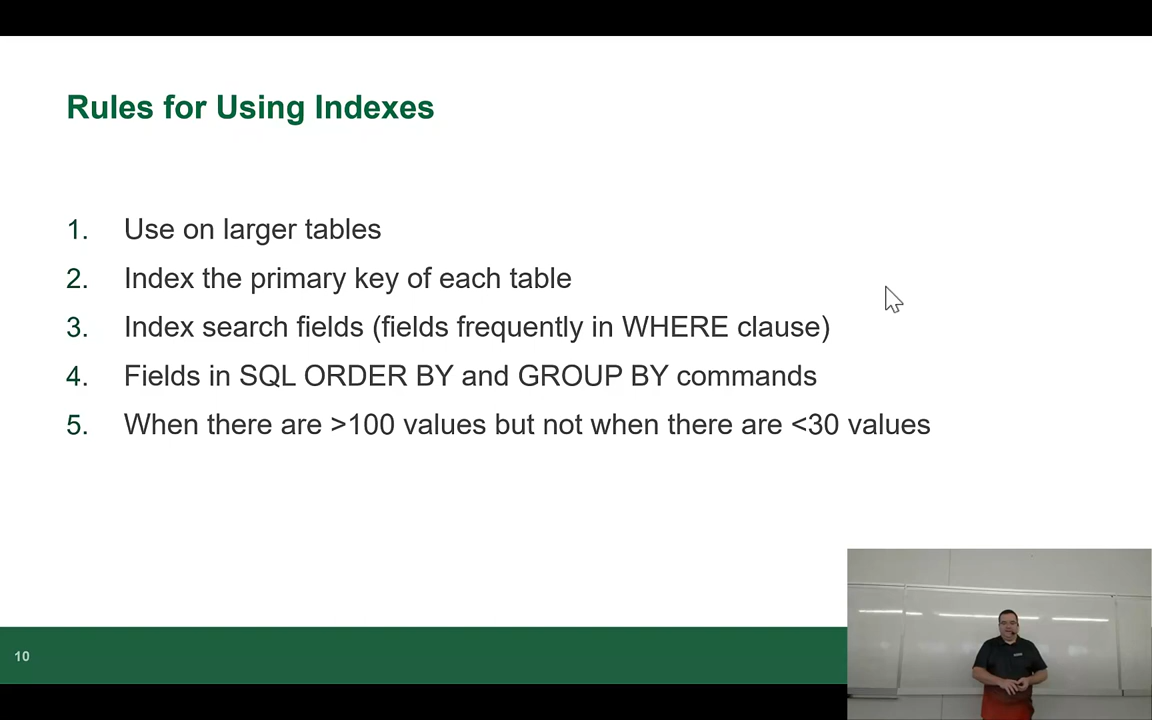 Rules for Using Indexes
1. Use on larger tables
2. Index the primary key of each table
3. Index search fields (fields frequently in WHERE clause)
4. Fields in SQL ORDER BY and GROUP BY commands
5. When there are >100 values but not when there are <30 values
10